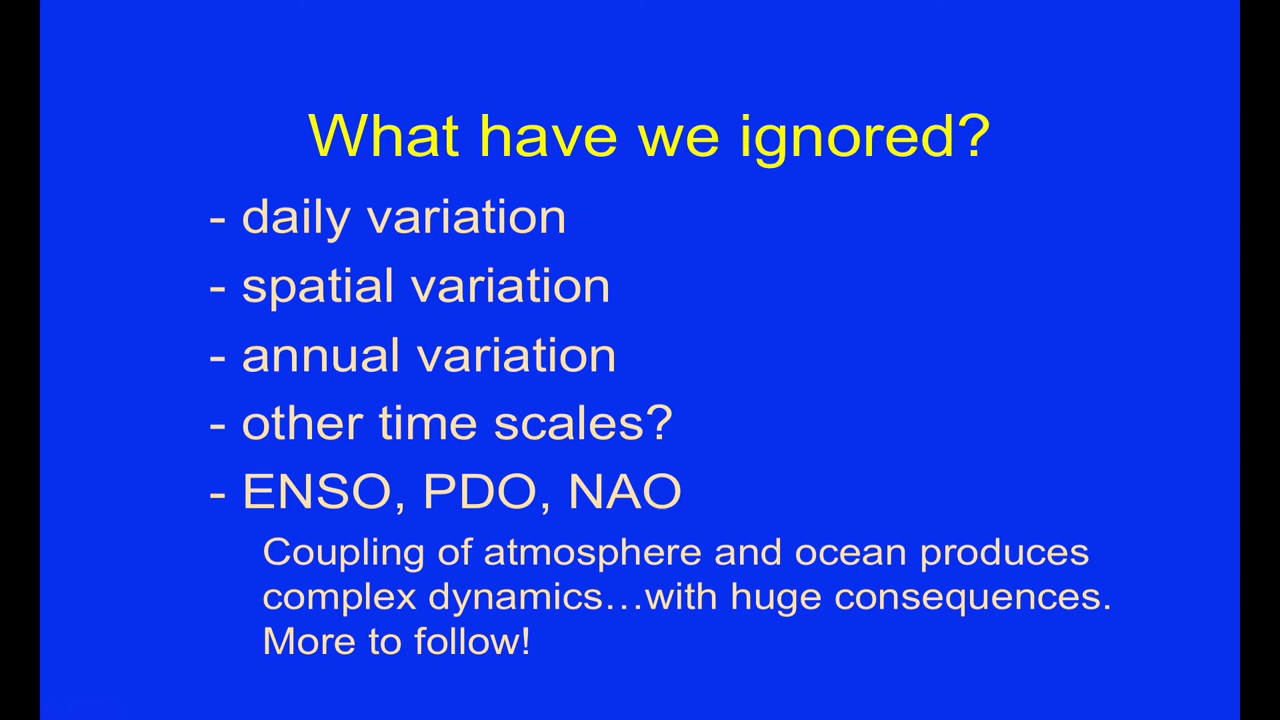 What have we ignored?
- daily variation
- spatial variation
- annual variation
- other time scales?
- ENSO, PDO, NAO
Coupling of atmosphere and ocean produces
complex dynamics…with huge consequences.
More to follow!